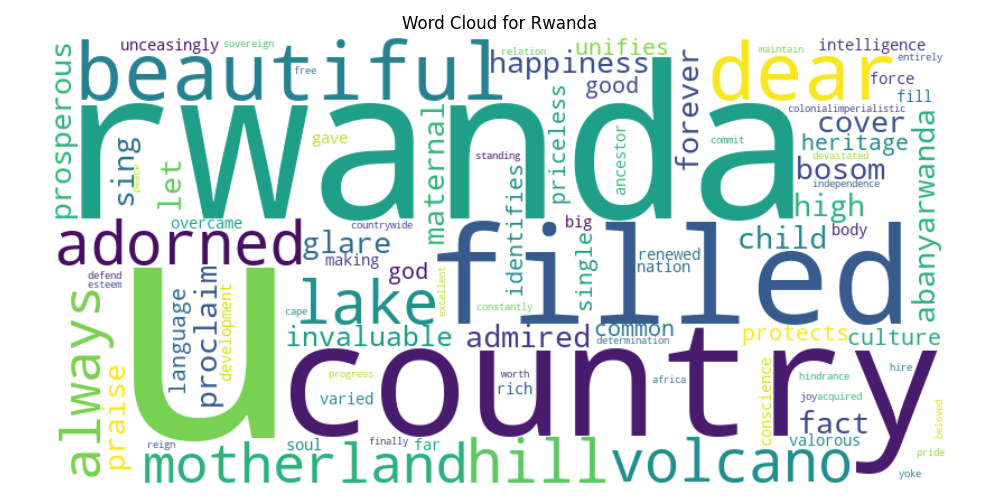 Word Cloud for Rwanda
unceasingly sovereign relation unifies maintain intelligence
prosperous beautiful free happiness good forever dear entirely
force fill
rwanda priceless colonialimperialistic cover
sing let gave maternal ancestor commit heritage abanyarwanda
peace standing devastated bosom
independence
overcame countrywide identifies big high
adorned glare filled single child body
making god renewed nation
defend esteem u lake excellent
always language proclaim development cape constantly
invaluable admired common determination protects culture
praise country progress worth rich africa conscience hindrance hire
varied joy acquired
fact beloved
reign soul finally far valorous pride
motherland hill volcano yoke